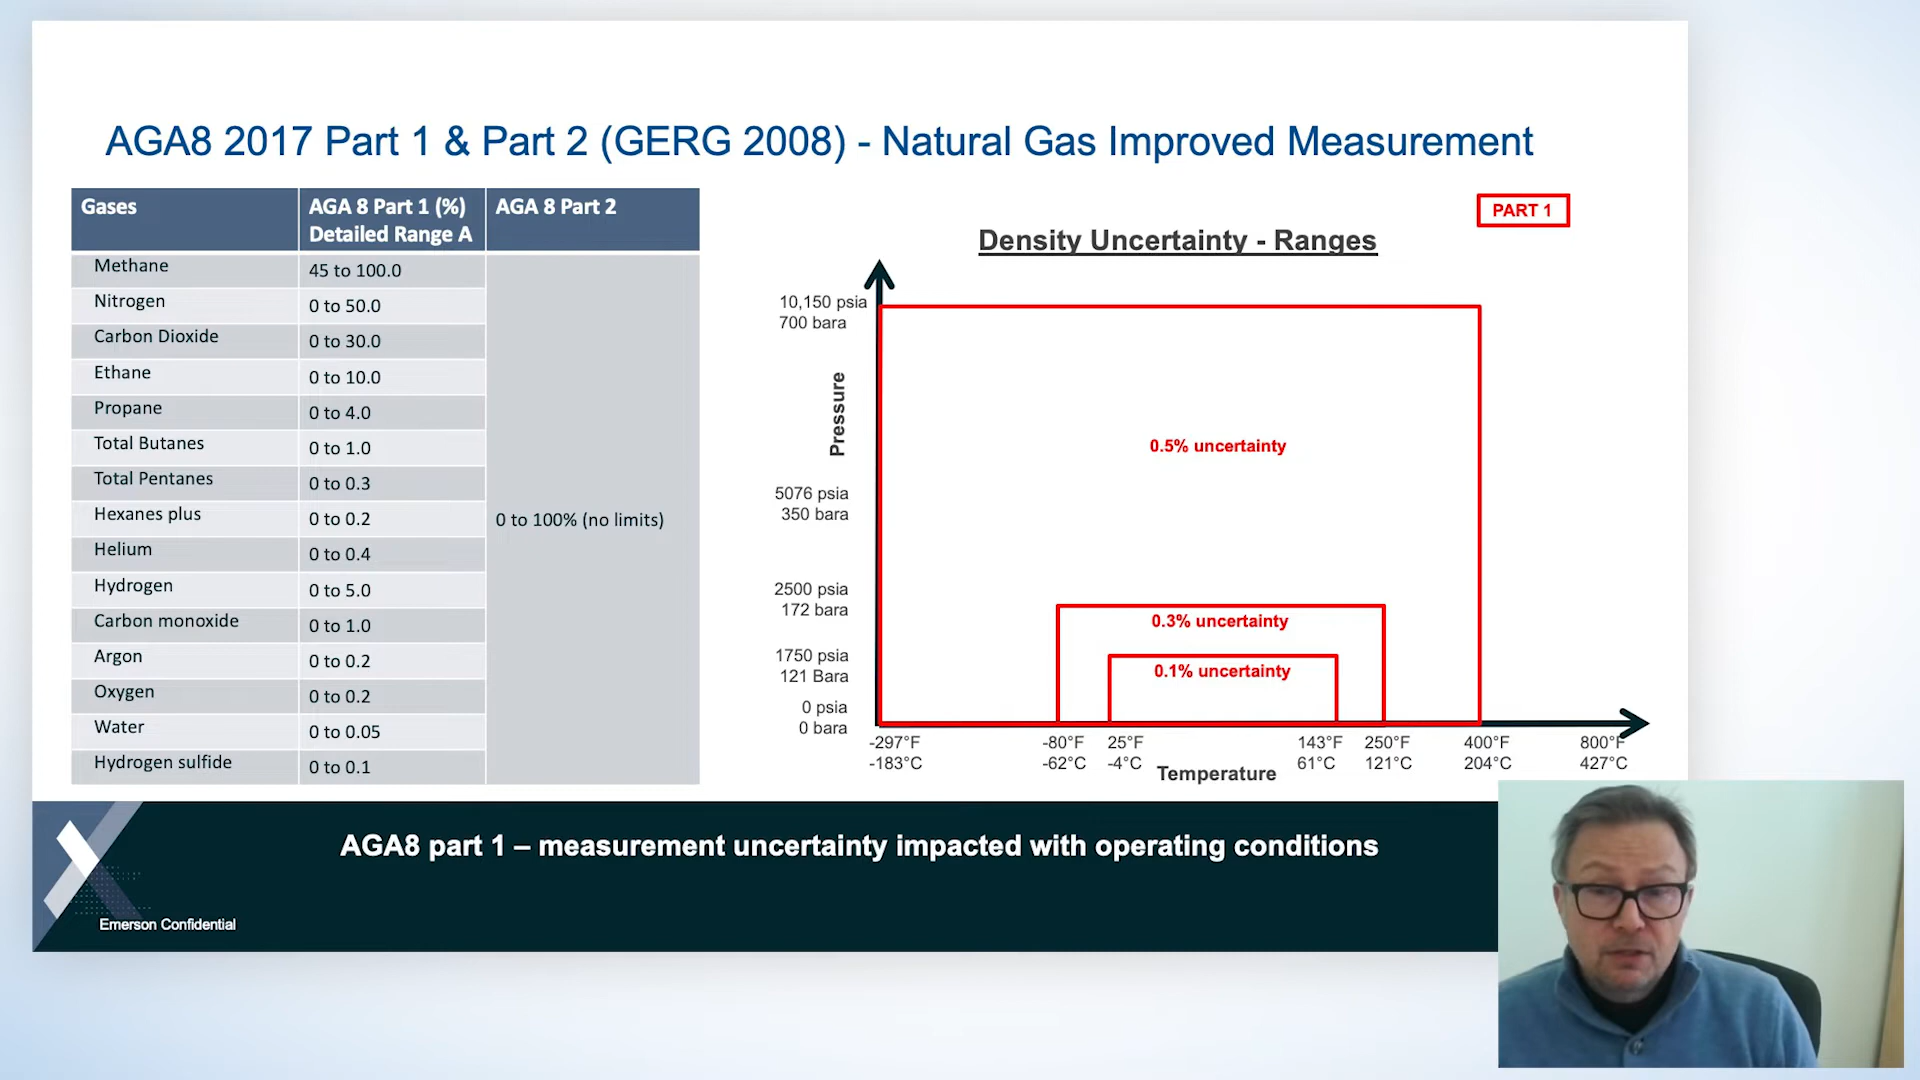 AGA8 2017 Part 1 & Part 2 (GERG 2008) - Natural Gas Improved Measurement
Gases AGA 8 Part 1 (%) Detailed Range A AGA 8 Part 2
Methane 45 to 100.0
Nitrogen 0 to 50.0
Carbon Dioxide 0 to 30.0
Ethane 0 to 10.0
Propane 0 to 4.0
Total Butanes 0 to 1.0
Total Pentanes 0 to 0.3
Hexanes plus 0 to 0.2
0 to 100% (no limits)
Helium 0 to 0.4
Hydrogen 0 to 5.0
Carbon monoxide 0 to 1.0
Argon 0 to 0.2
Oxygen 0 to 0.2
Water 0 to 0.05
Hydrogen sulfide 0 to 0.1
PART 1
Density Uncertainty - Ranges
10,150 psia
700 bara
Pressure
0.5% uncertainty
5076 psia
350 bara
2500 psia
172 bara
0.3% uncertainty
1750 psia
121 Bara
0.1% uncertainty
0 psia
0 bara
-297°F -80°F 25°F 143°F 250°F 400°F 800°F
-183°C -62°C -4°C 61°C 121°C 204°C 427°C
Temperature
AGA8 part 1 – measurement uncertainty impacted with operating conditions
Emerson Confidential